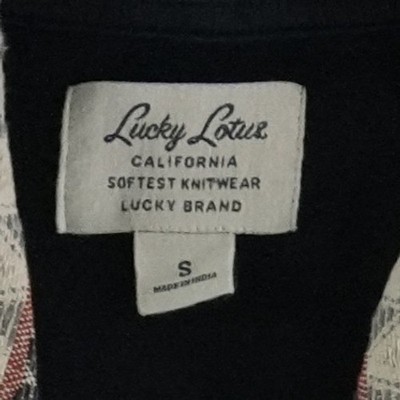 Lucky Lotus
CALIFORNIA
SOFTEST KNITWEAR
LUCKY BRAND
S
MADE IN INDIA